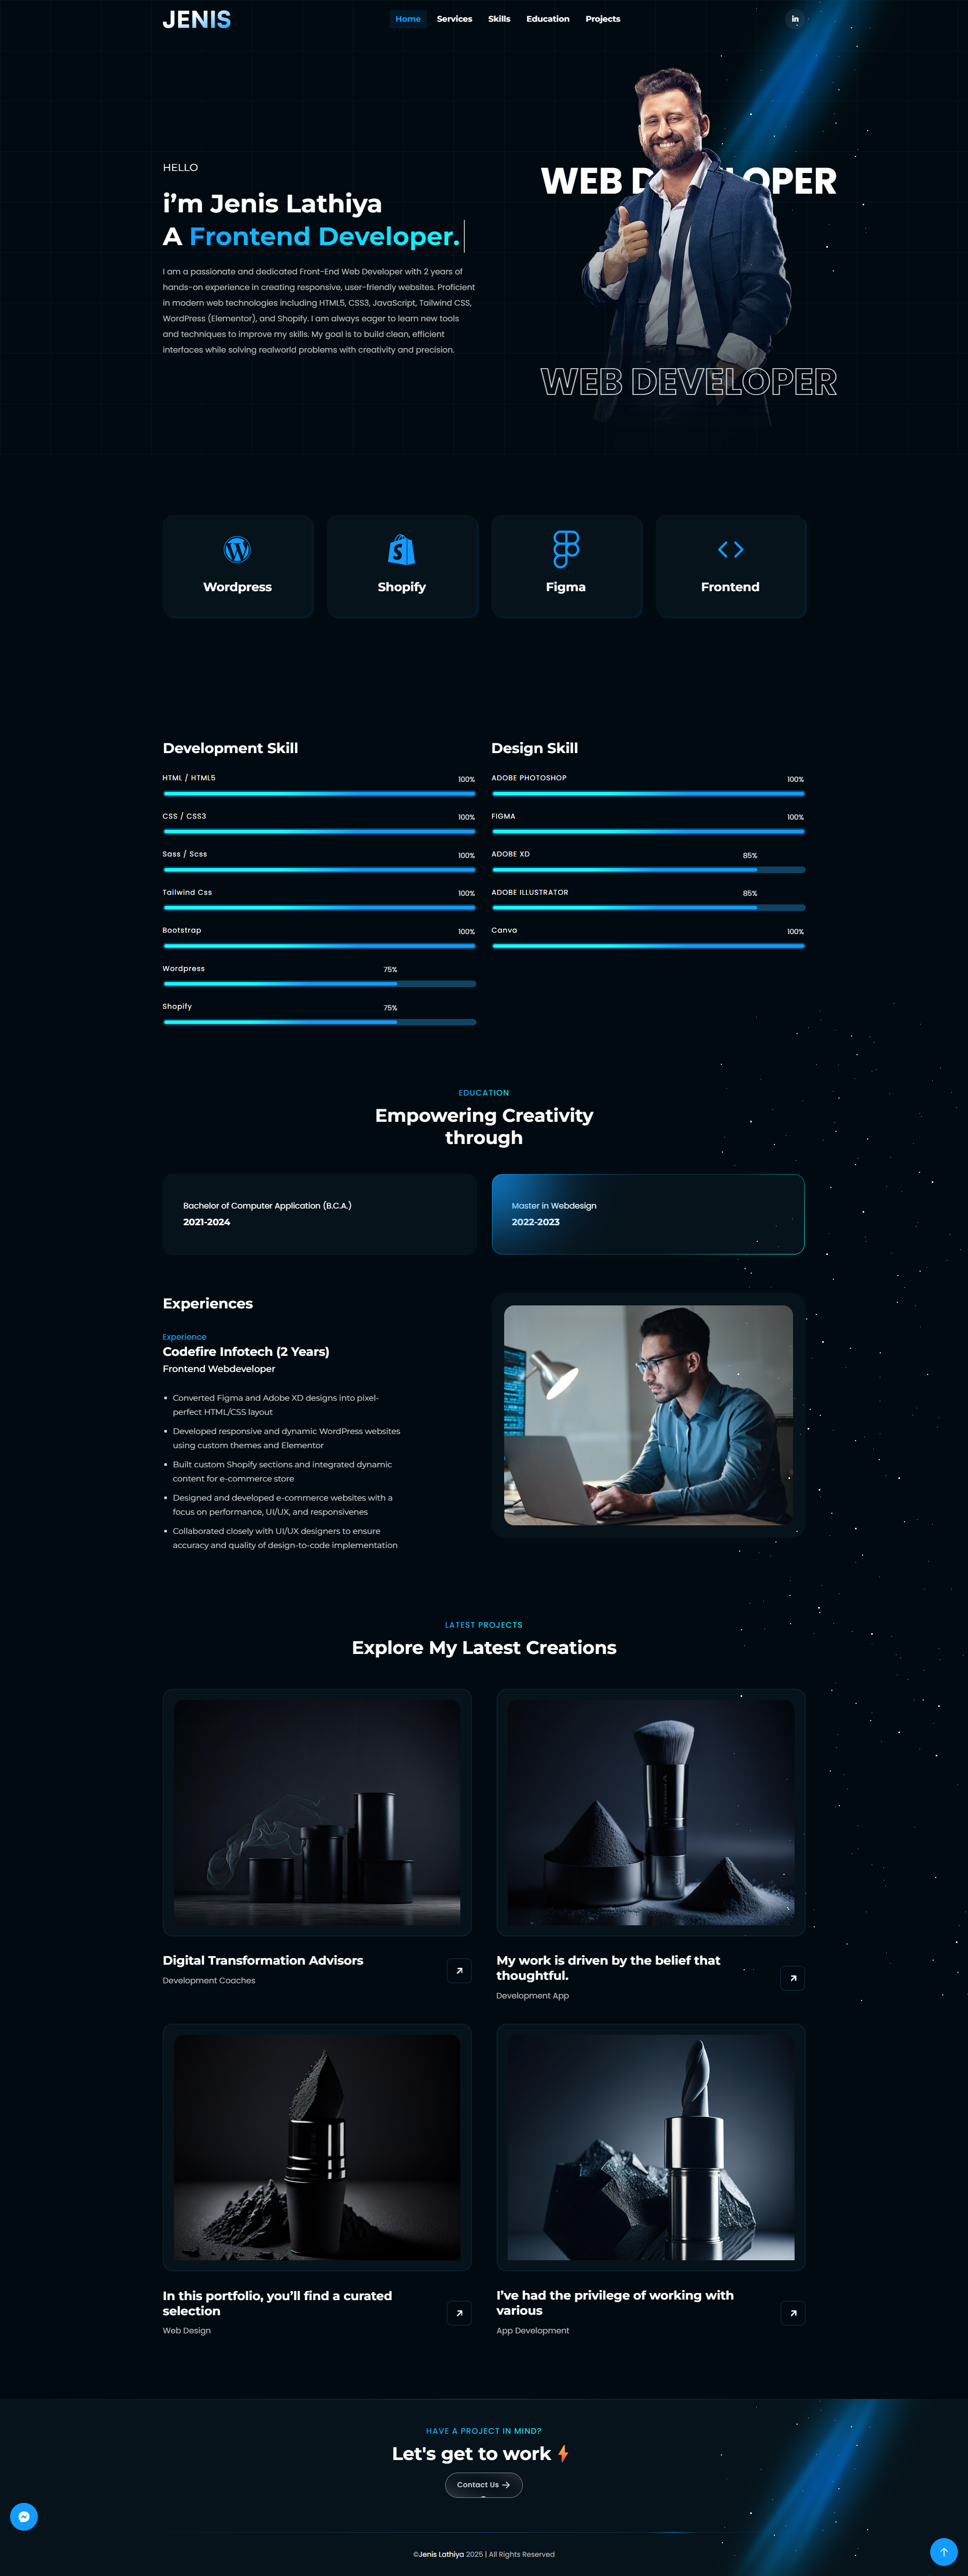 JENIS
Home Services Skills Education Projects
in
HELLO
i’m Jenis Lathiya
A Frontend Developer.
I am a passionate and dedicated Front-End Web Developer with 2 years of
hands-on experience in creating responsive, user-friendly websites. Proficient
in modern web technologies including HTML5, CSS3, JavaScript, Tailwind CSS,
WordPress (Elementor), and Shopify. I am always eager to learn new tools
and techniques to improve my skills. My goal is to build clean, efficient
interfaces while solving realworld problems with creativity and precision.
WEB D LOPER
WEB DEVELOPER
Wordpress
Shopify
Figma
Frontend
Development Skill
HTML / HTML5 100%
CSS / CSS3 100%
Sass / Scss 100%
Tailwind Css 100%
Bootstrap 100%
Wordpress 75%
Shopify 75%
Design Skill
ADOBE PHOTOSHOP 100%
FIGMA 100%
ADOBE XD 85%
ADOBE ILLUSTRATOR 85%
Canva 100%
EDUCATION
Empowering Creativity
through
Bachelor of Computer Application (B.C.A.)
2021-2024
Master in Webdesign
2022-2023
Experiences
Experience
Codefire Infotech (2 Years)
Frontend Webdeveloper
Converted Figma and Adobe XD designs into pixel-
perfect HTML/CSS layout
Developed responsive and dynamic WordPress websites
using custom themes and Elementor
Built custom Shopify sections and integrated dynamic
content for e-commerce store
Designed and developed e-commerce websites with a
focus on performance, UI/UX, and responsivenes
Collaborated closely with UI/UX designers to ensure
accuracy and quality of design-to-code implementation
LATEST PROJECTS
Explore My Latest Creations
Digital Transformation Advisors
Development Coaches
My work is driven by the belief that
thoughtful.
Development App
In this portfolio, you’ll find a curated
selection
Web Design
I’ve had the privilege of working with
various
App Development
HAVE A PROJECT IN MIND?
Let's get to work
Contact Us
©Jenis Lathiya 2025 | All Rights Reserved